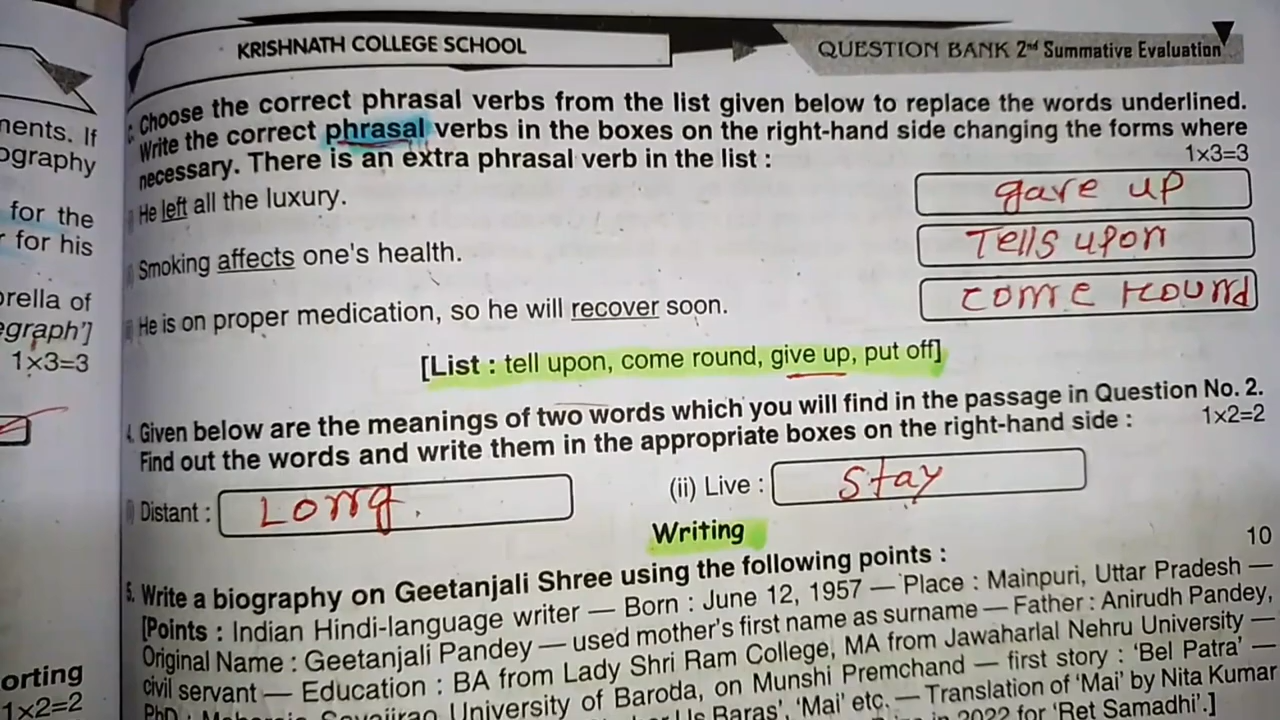 KRISHNATH COLLEGE SCHOOL
QUESTION BANK 2nd Summative Evaluation
ments. If
ography
for the
r for his
orella of
egraph']
1×3=3
orting
1×2=2
c. Choose the correct phrasal verbs from the list given below to replace the words underlined.
Write the correct phrasal verbs in the boxes on the right-hand side changing the forms where
necessary. There is an extra phrasal verb in the list :
1×3=3
He left all the luxury.
gave up
Smoking affects one's health.
Tells upon
He is on proper medication, so he will recover soon.
come round
[List : tell upon, come round, give up, put off]
4. Given below are the meanings of two words which you will find in the passage in Question No. 2.
Find out the words and write them in the appropriate boxes on the right-hand side :
1×2=2
Distant : Long.
(ii) Live : Stay
Writing
5. Write a biography on Geetanjali Shree using the following points :
10
[Points : Indian Hindi-language writer — Born : June 12, 1957 — Place : Mainpuri, Uttar Pradesh —
Original Name : Geetanjali Pandey — used mother's first name as surname — Father : Anirudh Pandey,
civil servant — Education : BA from Lady Shri Ram College, MA from Jawaharlal Nehru University —
University of Baroda, on Munshi Premchand — first story : 'Bel Patra' —
Baras', 'Mai' etc. — Translation of 'Mai' by Nita Kumar
in 2022 for 'Ret Samadhi'.]